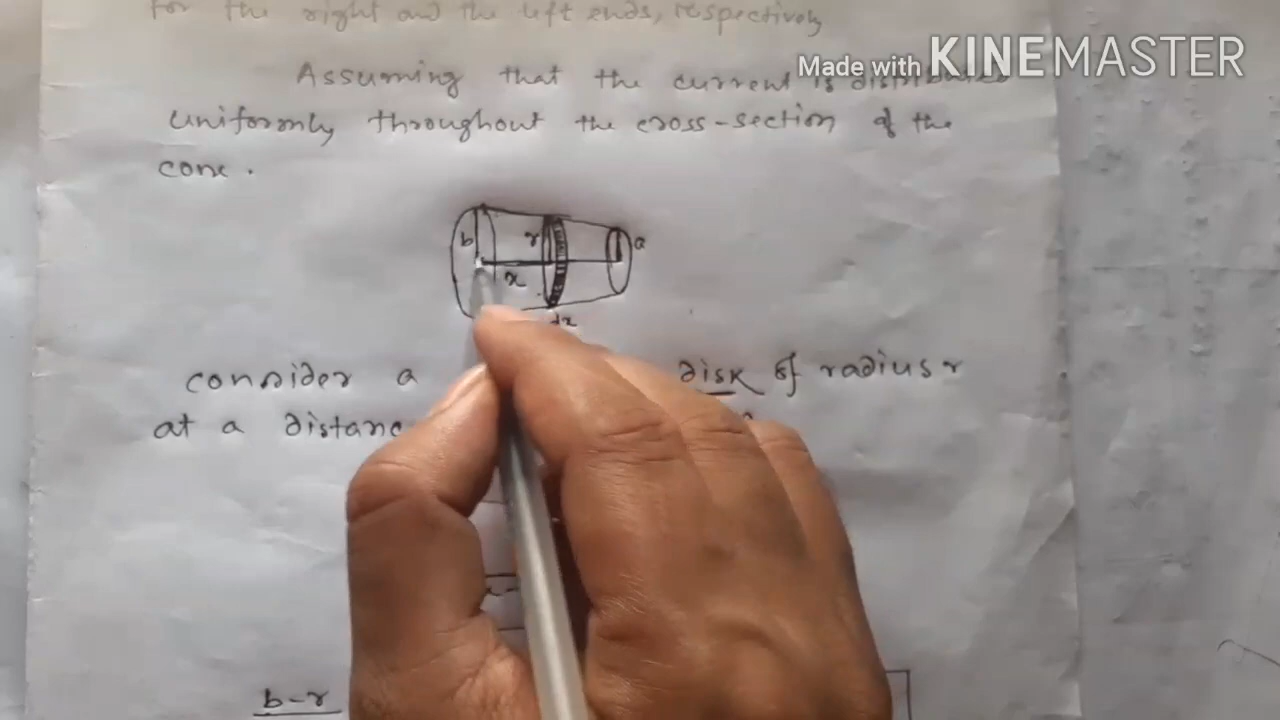 for the right and the left ends, respectively
Made with KINEMASTER
Assuming that the current is distributed
uniformly throughout the cross-section of the
cone.
b r a
x
dx
consider a disk of radius r
at a distanc
b-r